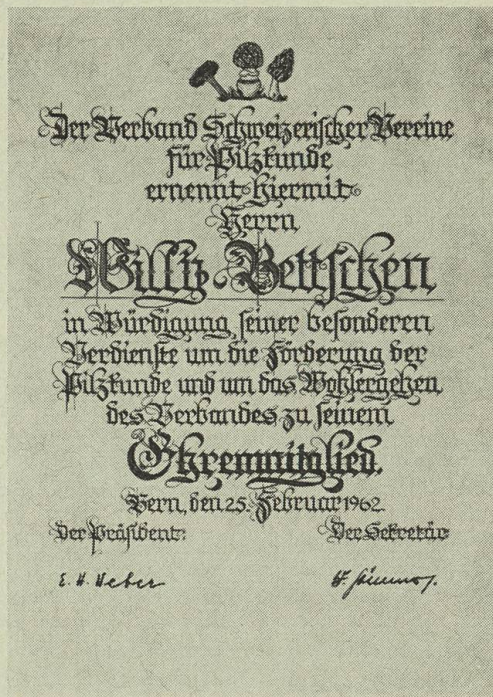 Der Verband Schweizerischer Vereine
für Pilzkunde
ernennt hiermit
Herrn
Willy Bettschen
in Würdigung seiner besonderen
Verdienste um die Förderung der
Pilzkunde und um das Wohlergehen
des Verbandes zu seinem
Ehrenmitglied.
Bern, den 25. Februar 1962
Der Präsident: Der Sekretär
E. H. Weber